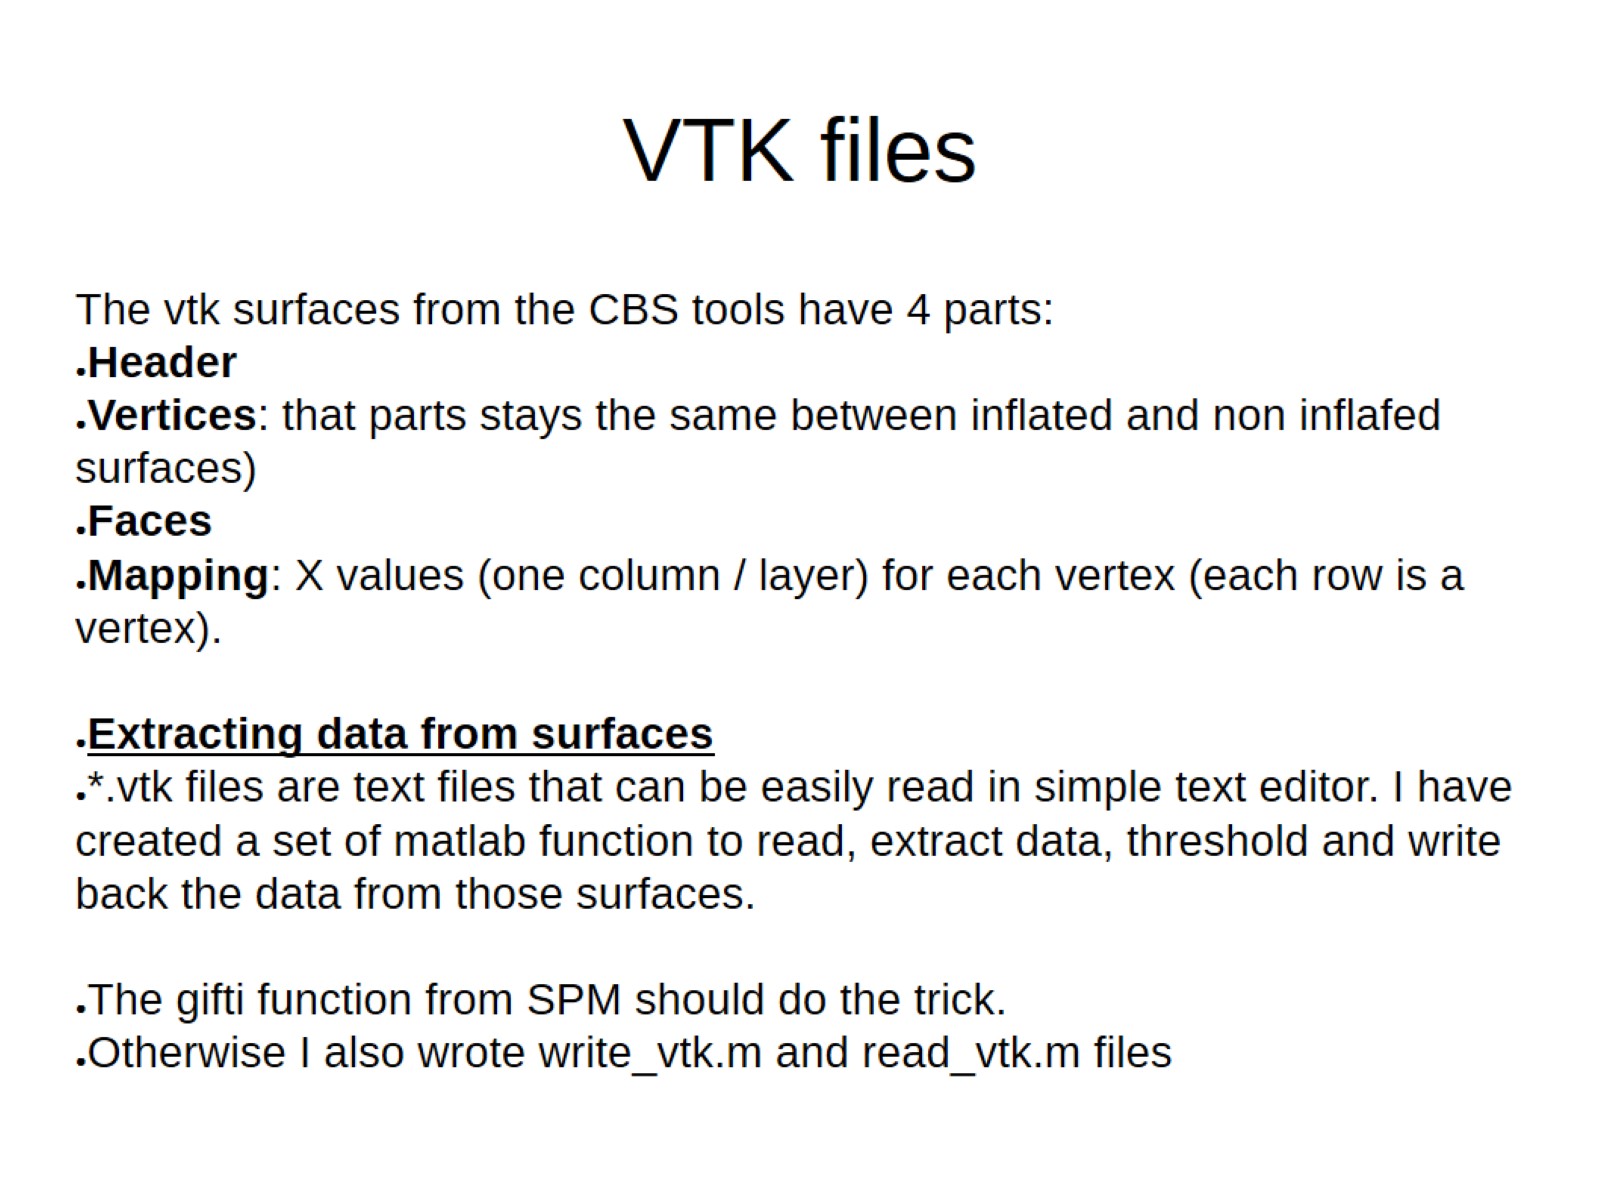 VTK files
The vtk surfaces from the CBS tools have 4 parts:
●Header
●Vertices: that parts stays the same between inflated and non inflafed
surfaces)
●Faces
●Mapping: X values (one column / layer) for each vertex (each row is a
vertex).
●Extracting data from surfaces
●*.vtk files are text files that can be easily read in simple text editor. I have
created a set of matlab function to read, extract data, threshold and write
back the data from those surfaces.
●The gifti function from SPM should do the trick.
●Otherwise I also wrote write_vtk.m and read_vtk.m files